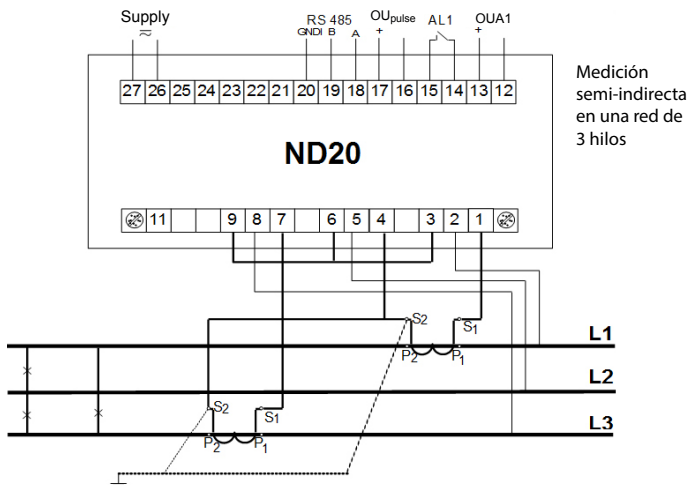 Supply
RS 485
GNDI B A
OUpulse
+
AL1
OUA1
+
27 26 25 24 23 22 21 20 19 18 17 16 15 14 13 12
Medición
semi-indirecta
en una red de
3 hilos
ND20
11 9 8 7 6 5 4 3 2 1
S2 S1
L1
P2 P1
L2
S2 S1
L3
P2 P1